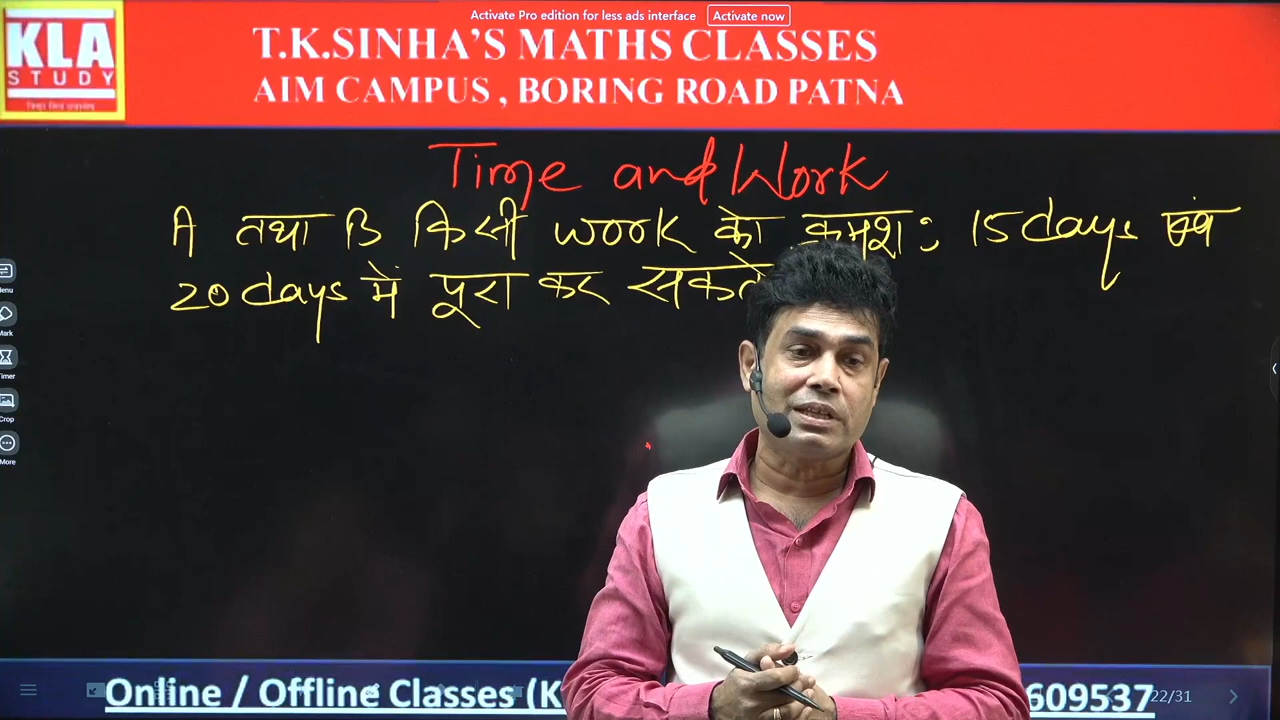 Activate Pro edition for less ads interface Activate now
KLA
STUDY
T.K.SINHA'S MATHS CLASSES
AIM CAMPUS , BORING ROAD PATNA
Time and Work
A तथा B किसी work को क्रमश: 15 days एवं
20 days में पूरा कर सकते
Menu
Mark
Timer
Crop
More
Online / Offline Classes (K
609537
22/31